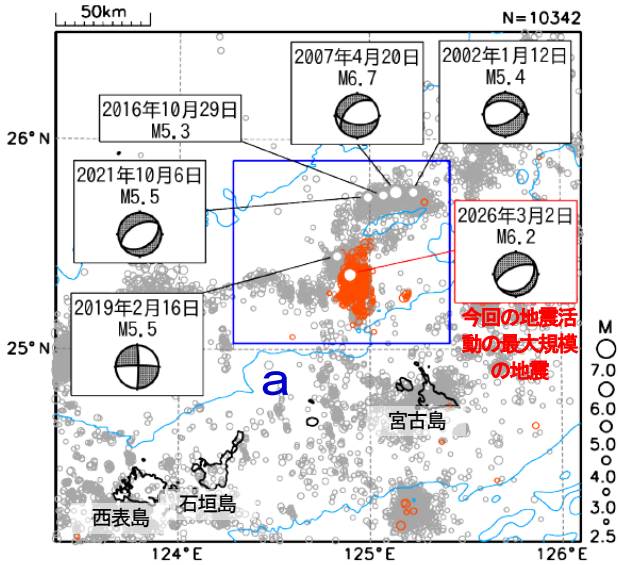 50km
N=10342
2007年4月20日
M6.7
2002年1月12日
M5.4
2016年10月29日
M5.3
26°N
2021年10月6日
M5.5
2026年3月2日
M6.2
2019年2月16日
M5.5
今回の地震活
動の最大規模
の地震
25°N
a
宮古島
石垣島
西表島
M
7.0
6.0
5.0
4.0
3.0
2.5
124°E
125°E
126°E